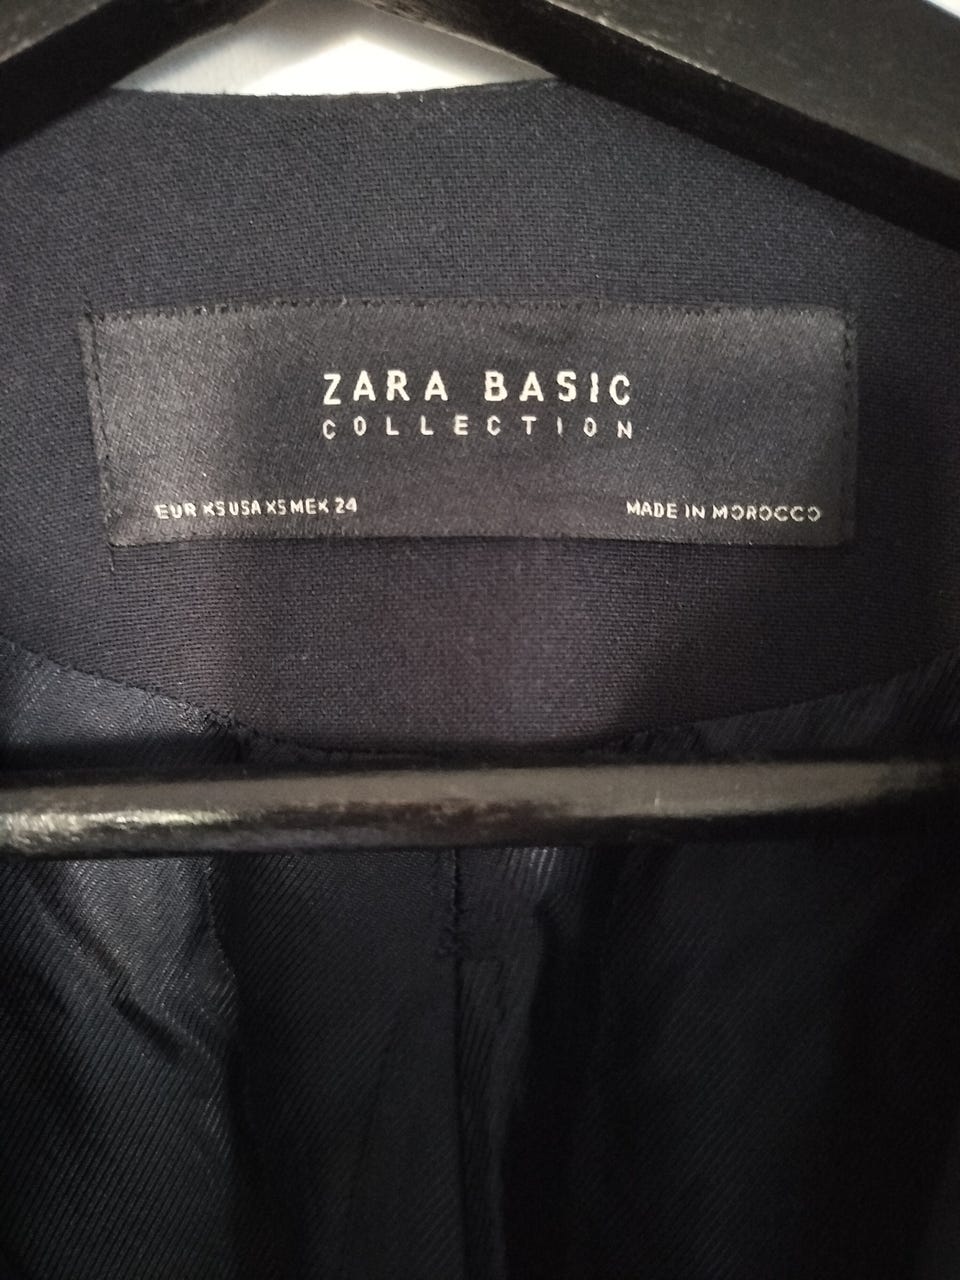 ZARA BASIC
COLLECTION
EUR XS USA XS MEX 24
MADE IN MOROCCO